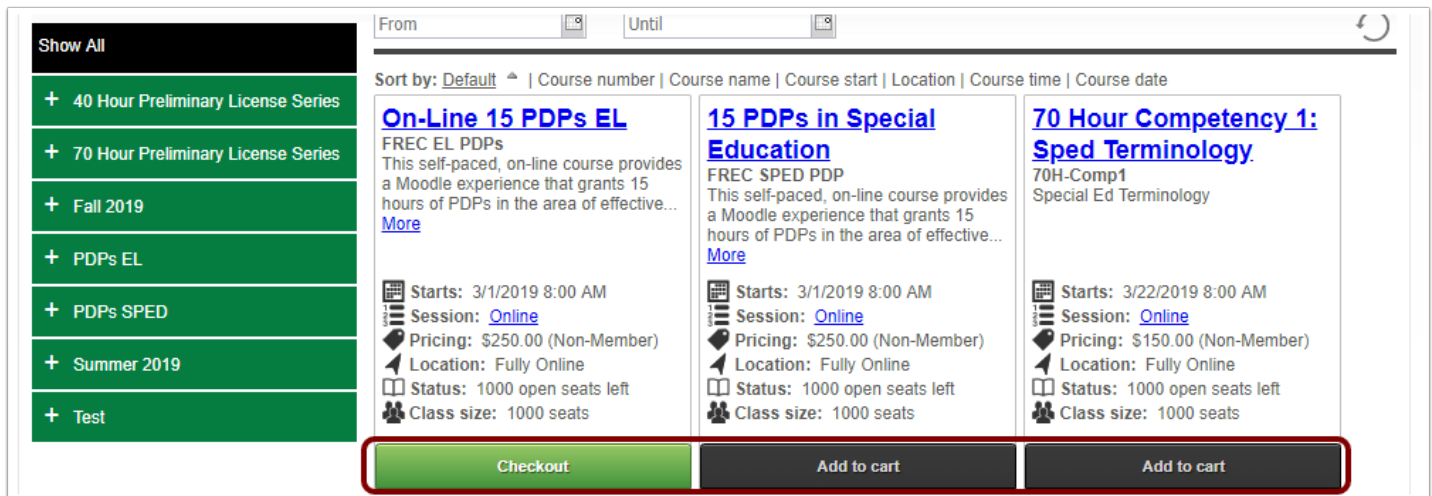 From
Until
Show All
+ 40 Hour Preliminary License Series
+ 70 Hour Preliminary License Series
+ Fall 2019
+ PDPs EL
+ PDPs SPED
+ Summer 2019
+ Test
Sort by: Default | Course number | Course name | Course start | Location | Course time | Course date
On-Line 15 PDPs EL
FREC EL PDPs
This self-paced, on-line course provides
a Moodle experience that grants 15
hours of PDPs in the area of effective...
More
Starts: 3/1/2019 8:00 AM
Session: Online
Pricing: $250.00 (Non-Member)
Location: Fully Online
Status: 1000 open seats left
Class size: 1000 seats
Checkout
15 PDPs in Special
Education
FREC SPED PDP
This self-paced, on-line course provides
a Moodle experience that grants 15
hours of PDPs in the area of effective...
More
Starts: 3/1/2019 8:00 AM
Session: Online
Pricing: $250.00 (Non-Member)
Location: Fully Online
Status: 1000 open seats left
Class size: 1000 seats
Add to cart
70 Hour Competency 1:
Sped Terminology
70H-Comp1
Special Ed Terminology
Starts: 3/22/2019 8:00 AM
Session: Online
Pricing: $150.00 (Non-Member)
Location: Fully Online
Status: 1000 open seats left
Class size: 1000 seats
Add to cart